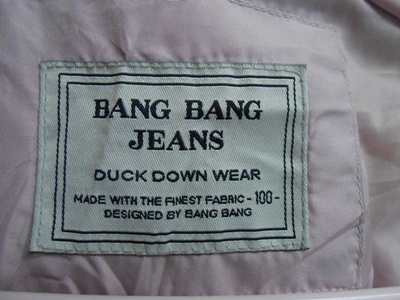 BANG BANG
JEANS
DUCK DOWN WEAR
MADE WITH THE FINEST FABRIC -100-
DESIGNED BY BANG BANG